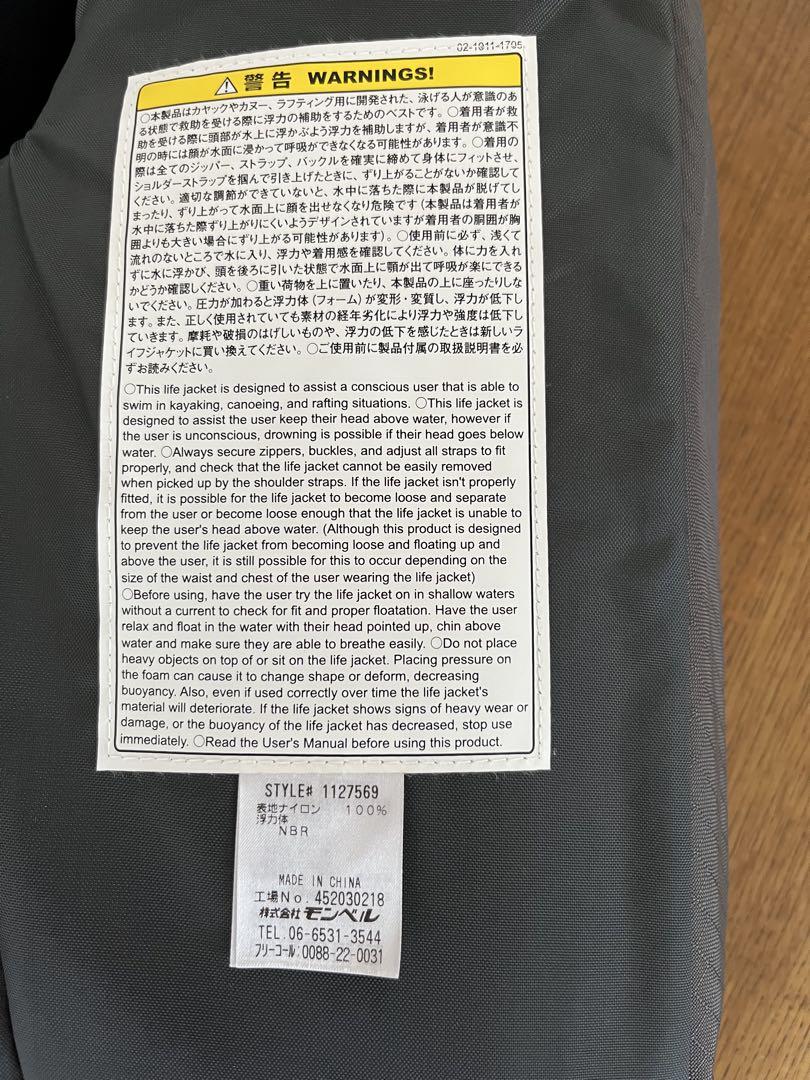 02-1811-1705
警告 WARNINGS!
○本製品はカヤックやカヌー、ラフティング用に開発された、泳げる人が意識のあ
る状態で救助を受ける際に浮力の補助をするためのベストです。○着用者が救
助を受ける際に頭部が水上に浮かぶよう浮力を補助しますが、着用者が意識不
明の時には顔が水面に浸かって呼吸ができなくなる可能性があります。○着用の
際は全てのジッパー、ストラップ、バックルを確実に締めて身体にフィットさせ、
ショルダーストラップを掴んで引き上げたときに、ずり上がることがないか確認して
ください。適切な調節ができていないと、水中に落ちた際に本製品が脱げてし
まったり、ずり上がって水面上に顔を出せなくなり危険です(本製品は着用者が
水中に落ちた際ずり上がりにくいようデザインされていますが着用者の胴囲が胸
囲よりも大きい場合にずり上がる可能性があります)。○使用前に必ず、浅くて
流れのないところで水に入り、浮力や着用感を確認してください。体に力を入れ
ずに水に浮かび、頭を後ろに引いた状態で水面上に顎が出て呼吸が楽にできる
かどうか確認しください。○重い荷物を上に置いたり、本製品の上に座ったりしな
いでください。圧力が加わると浮力体(フォーム)が変形・変質し、浮力が低下し
ます。また、正しく使用されていても素材の経年劣化により浮力や強度は低下し
ていきます。摩耗や破損のはげしいものや、浮力の低下を感じたときは新しいラ
イフジャケットに買い換えてください。○ご使用前に製品付属の取扱説明書を必
ずお読みください。
○This life jacket is designed to assist a conscious user that is able to
swim in kayaking, canoeing, and rafting situations. ○This life jacket is
designed to assist the user keep their head above water, however if
the user is unconscious, drowning is possible if their head goes below
water. ○Always secure zippers, buckles, and adjust all straps to fit
properly, and check that the life jacket cannot be easily removed
when picked up by the shoulder straps. If the life jacket isn't properly
fitted, it is possible for the life jacket to become loose and separate
from the user or become loose enough that the life jacket is unable to
keep the user's head above water. (Although this product is designed
to prevent the life jacket from becoming loose and floating up and
above the user, it is still possible for this to occur depending on the
size of the waist and chest of the user wearing the life jacket)
○Before using, have the user try the life jacket on in shallow waters
without a current to check for fit and proper floatation. Have the user
relax and float in the water with their head pointed up, chin above
water and make sure they are able to breathe easily. ○Do not place
heavy objects on top of or sit on the life jacket. Placing pressure on
the foam can cause it to change shape or deform, decreasing
buoyancy. Also, even if used correctly over time the life jacket's
material will deteriorate. If the life jacket shows signs of heavy wear or
damage, or the buoyancy of the life jacket has decreased, stop use
immediately. ○Read the User's Manual before using this product.
STYLE# 1127569
表地ナイロン 100%
浮力体
NBR
MADE IN CHINA
工場No. 452030218
株式会社モンベル
TEL.06-6531-3544
フリーコール:0088-22-0031